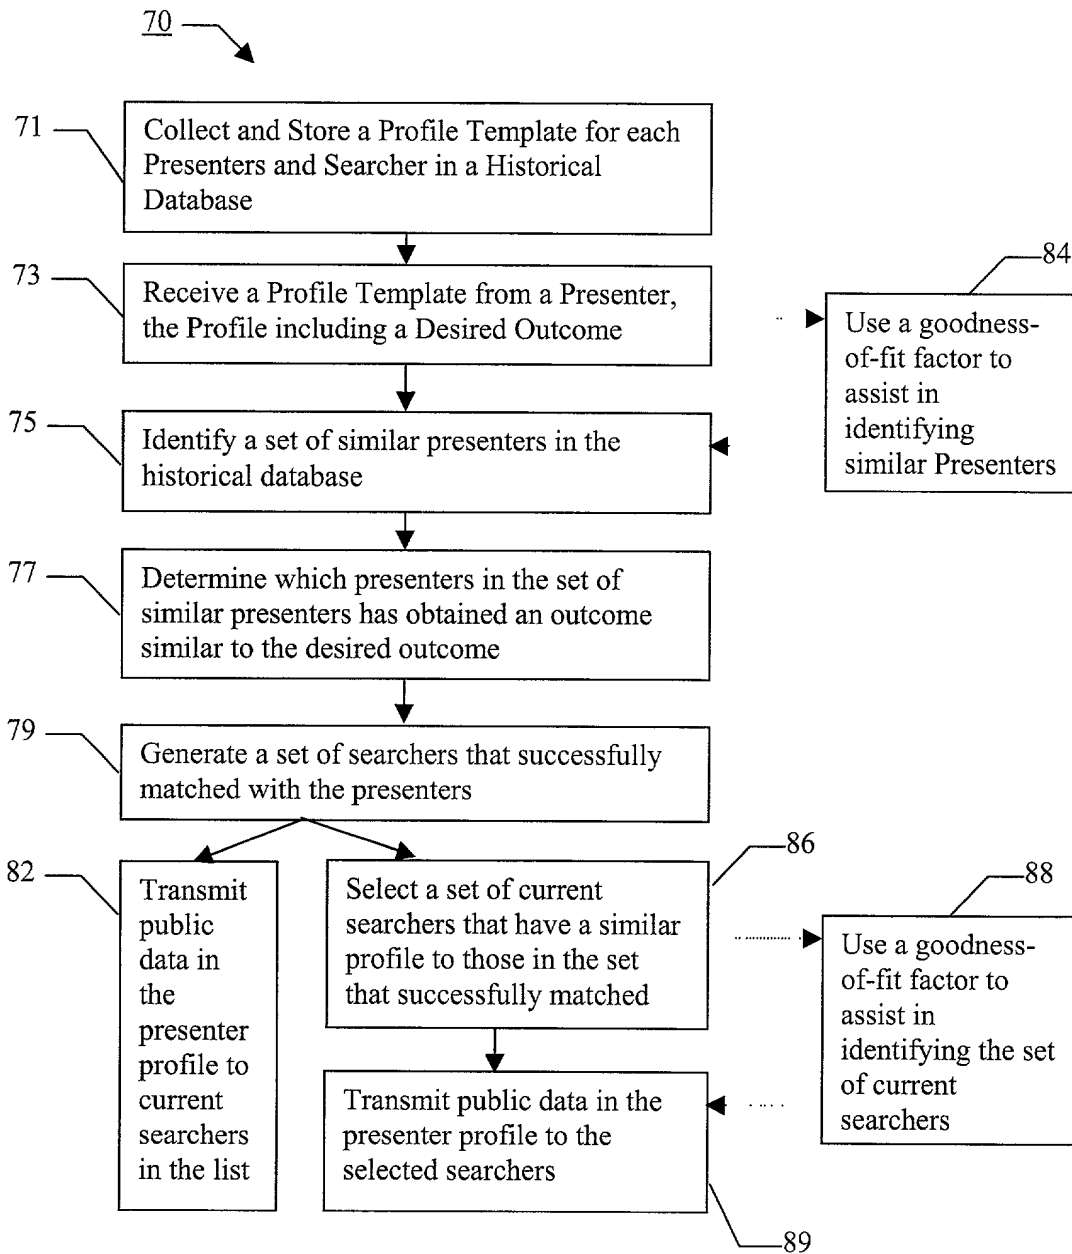 70
71
Collect and Store a Profile Template for each
Presenters and Searcher in a Historical
Database
73
Receive a Profile Template from a Presenter,
the Profile including a Desired Outcome
84
Use a goodness-
of-fit factor to
assist in
identifying
similar Presenters
75
Identify a set of similar presenters in the
historical database
77
Determine which presenters in the set of
similar presenters has obtained an outcome
similar to the desired outcome
79
Generate a set of searchers that successfully
matched with the presenters
82
Transmit
public
data in
the
presenter
profile to
current
searchers
in the list
86
Select a set of current
searchers that have a similar
profile to those in the set
that successfully matched
88
Use a goodness-
of-fit factor to
assist in
identifying the set
of current
searchers
Transmit public data in the
presenter profile to the
selected searchers
89